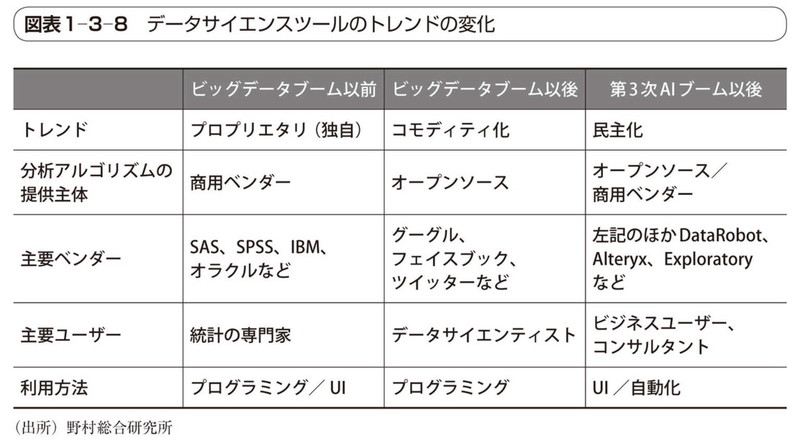 図表1-3-8 データサイエンスツールのトレンドの変化
ビッグデータブーム以前 ビッグデータブーム以後 第3次AIブーム以後
トレンド プロプリエタリ(独自) コモディティ化 民主化
分析アルゴリズムの
提供主体
商用ベンダー
オープンソース
オープンソース/
商用ベンダー
主要ベンダー
SAS、SPSS、IBM、
オラクルなど
グーグル、
フェイスブック、
ツイッターなど
左記のほかDataRobot、
Alteryx、Exploratory
など
主要ユーザー
統計の専門家
データサイエンティスト
ビジネスユーザー、
コンサルタント
利用方法 プログラミング/UI プログラミング UI/自動化
(出所)野村総合研究所